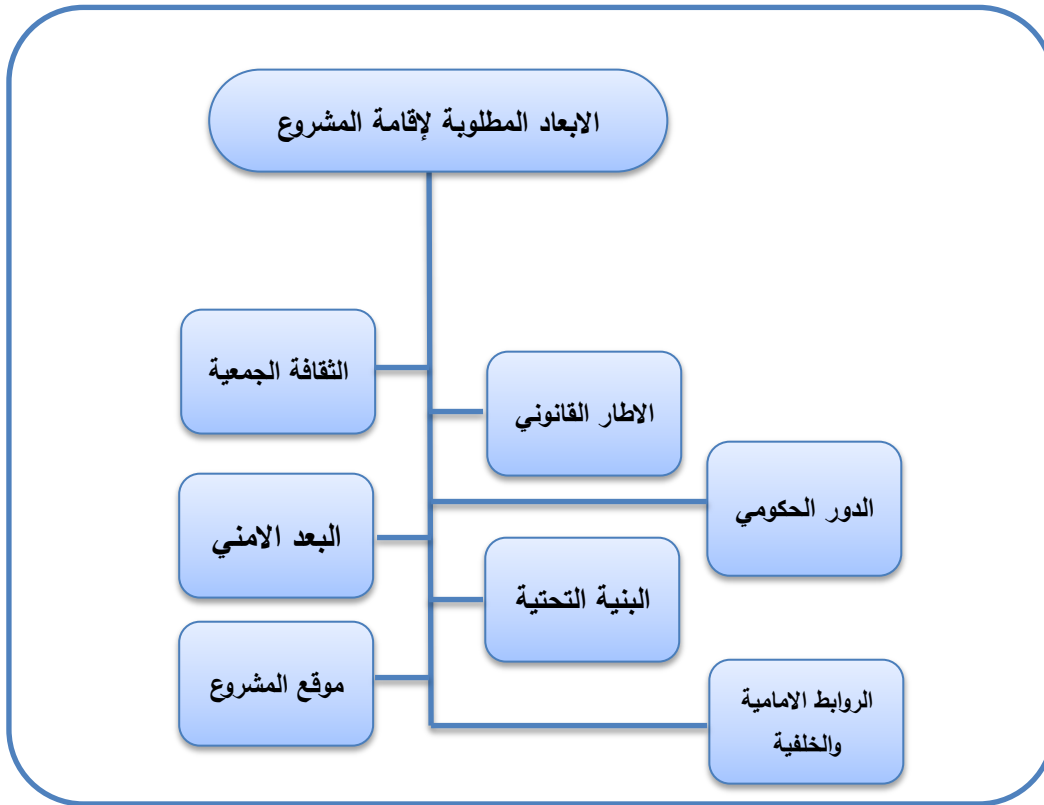 الابعاد المطلوبة لإقامة المشروع
الثقافة الجمعية
الاطار القانوني
الدور الحكومي
البعد الامني
البنية التحتية
موقع المشروع
الروابط الامامية
والخلفية